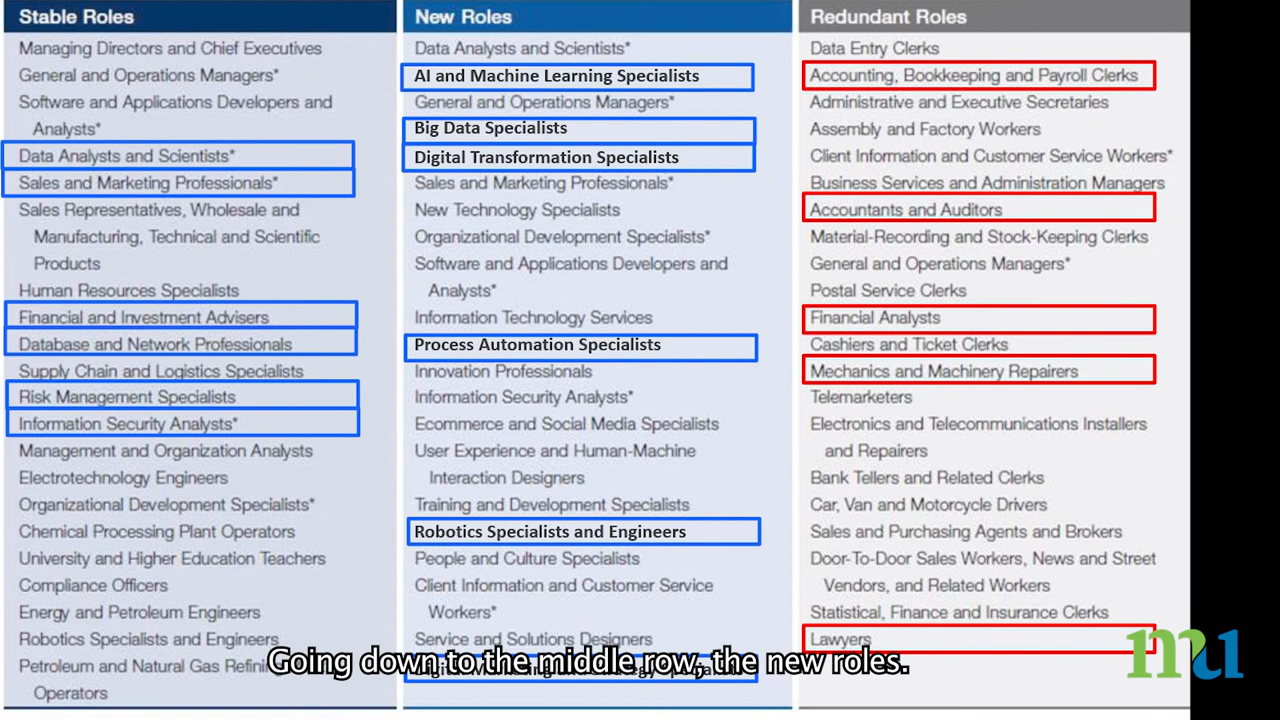 Stable Roles
Managing Directors and Chief Executives
General and Operations Managers*
Software and Applications Developers and
Analysts*
Data Analysts and Scientists*
Sales and Marketing Professionals*
Sales Representatives, Wholesale and
Manufacturing, Technical and Scientific
Products
Human Resources Specialists
Financial and Investment Advisers
Database and Network Professionals
Supply Chain and Logistics Specialists
Risk Management Specialists
Information Security Analysts*
Management and Organization Analysts
Electrotechnology Engineers
Organizational Development Specialists*
Chemical Processing Plant Operators
University and Higher Education Teachers
Compliance Officers
Energy and Petroleum Engineers
Robotics Specialists and Engineers
Petroleum and Natural Gas
Operators
New Roles
Data Analysts and Scientists*
AI and Machine Learning Specialists
General and Operations Managers*
Big Data Specialists
Digital Transformation Specialists
Sales and Marketing Professionals*
New Technology Specialists
Organizational Development Specialists*
Software and Applications Developers and
Analysts*
Information Technology Services
Process Automation Specialists
Innovation Professionals
Information Security Analysts*
Ecommerce and Social Media Specialists
User Experience and Human-Machine
Interaction Designers
Training and Development Specialists
Robotics Specialists and Engineers
People and Culture Specialists
Client Information and Customer Service
Workers*
Service and Solutions Designers
Redundant Roles
Data Entry Clerks
Accounting, Bookkeeping and Payroll Clerks
Administrative and Executive Secretaries
Assembly and Factory Workers
Client Information and Customer Service Workers*
Business Services and Administration Managers
Accountants and Auditors
Material-Recording and Stock-Keeping Clerks
General and Operations Managers*
Postal Service Clerks
Financial Analysts
Cashiers and Ticket Clerks
Mechanics and Machinery Repairers
Telemarketers
Electronics and Telecommunications Installers
and Repairers
Bank Tellers and Related Clerks
Car, Van and Motorcycle Drivers
Sales and Purchasing Agents and Brokers
Door-To-Door Sales Workers, News and Street
Vendors, and Related Workers
Statistical, Finance and Insurance Clerks
Lawyers
Going down to the middle row, the new roles.
mu